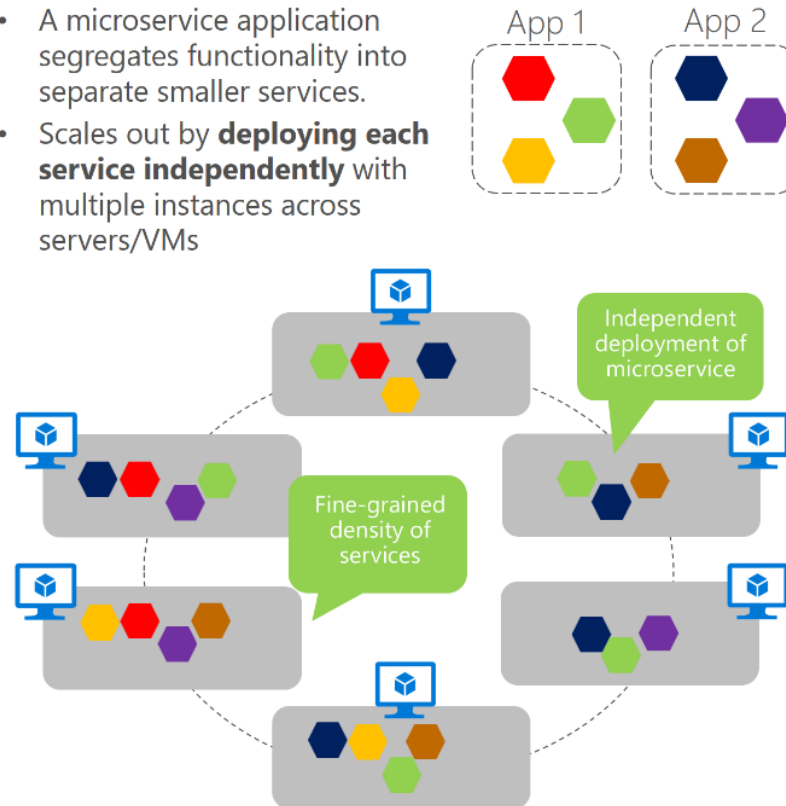 • A microservice application
segregates functionality into
separate smaller services.
• Scales out by deploying each
service independently with
multiple instances across
servers/VMs
App 1
App 2
Independent
deployment of
microservice
Fine-grained
density of
services